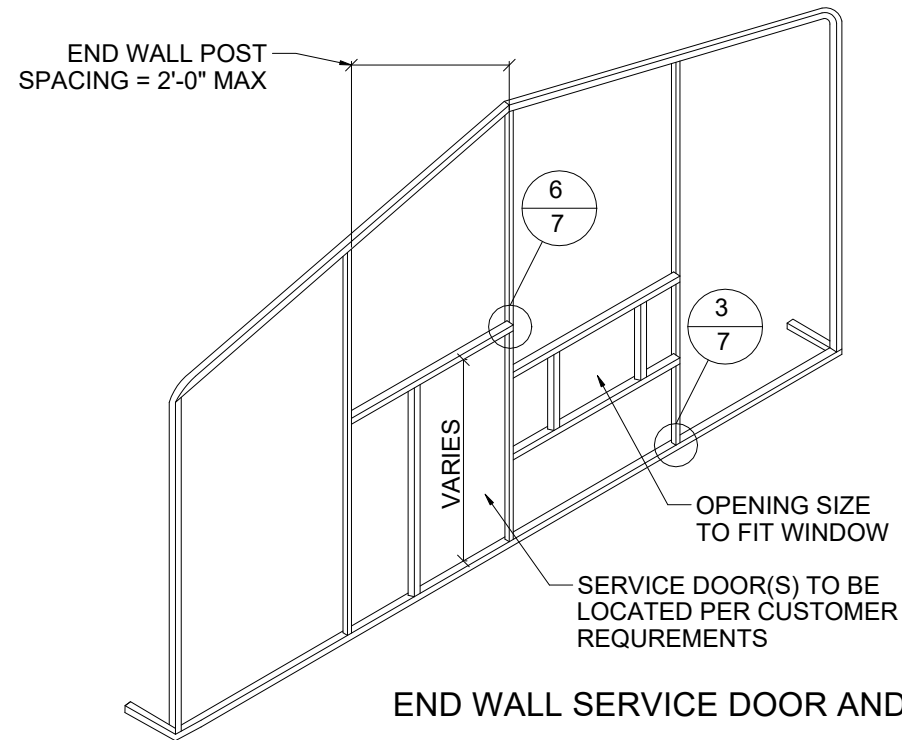 END WALL POST
SPACING = 2'-0" MAX
6
7
3
7
VARIES
OPENING SIZE
TO FIT WINDOW
SERVICE DOOR(S) TO BE
LOCATED PER CUSTOMER
REQUREMENTS
END WALL SERVICE DOOR AND